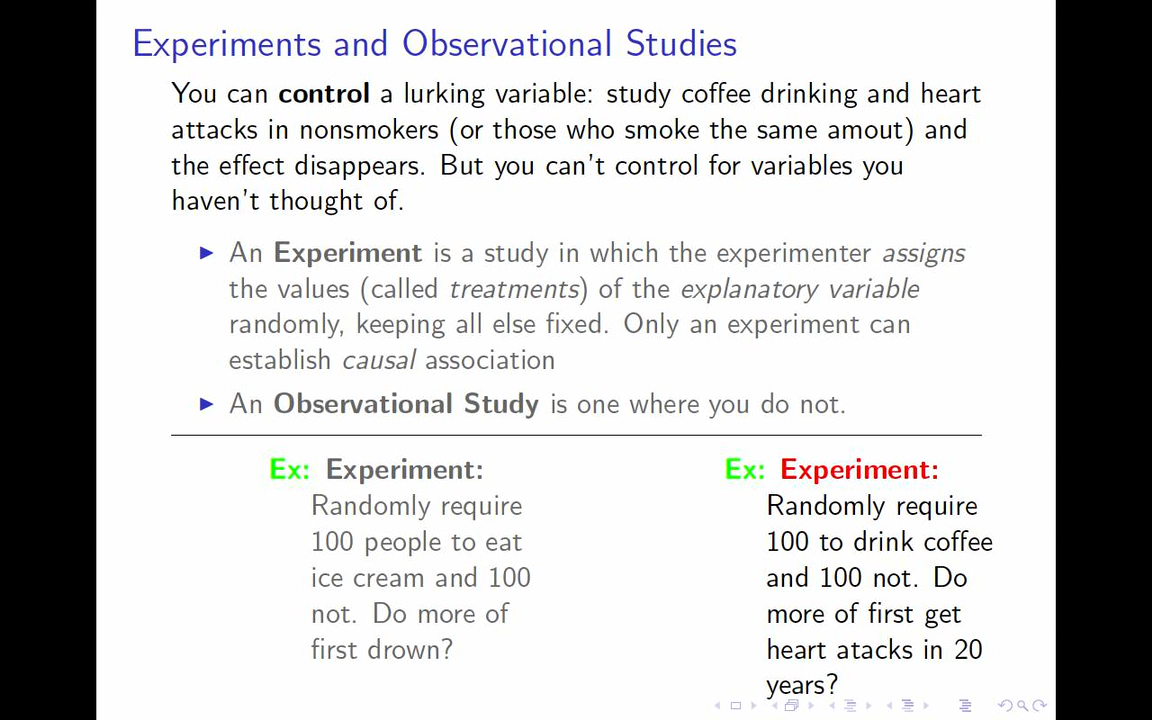 Experiments and Observational Studies
You can control a lurking variable: study coffee drinking and heart
attacks in nonsmokers (or those who smoke the same amout) and
the effect disappears. But you can't control for variables you
haven't thought of.
An Experiment is a study in which the experimenter assigns
the values (called treatments) of the explanatory variable
randomly, keeping all else fixed. Only an experiment can
establish causal association
An Observational Study is one where you do not.
Ex: Experiment:
Randomly require
100 people to eat
ice cream and 100
not. Do more of
first drown?
Ex: Experiment:
Randomly require
100 to drink coffee
and 100 not. Do
more of first get
heart attacks in 20
years?